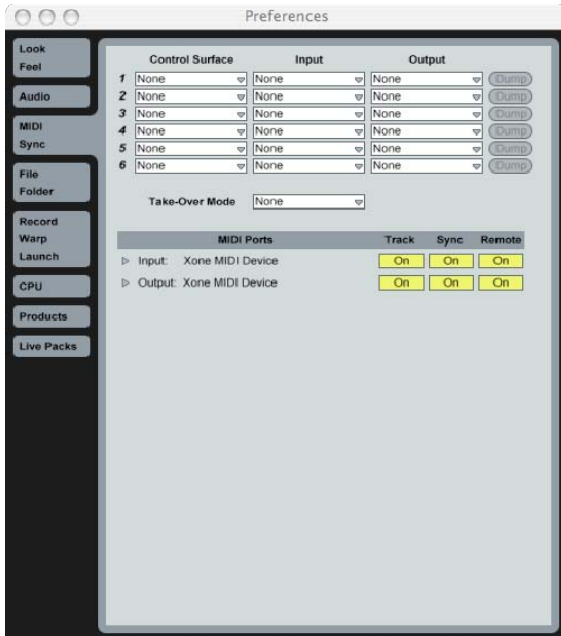 Preferences
Look
Feel
Audio
MIDI
Sync
File
Folder
Record
Warp
Launch
CPU
Products
Live Packs
Control Surface Input Output
1 None None None Dump
2 None None None Dump
3 None None None Dump
4 None None None Dump
5 None None None Dump
6 None None None Dump
Take-Over Mode None
MIDI Ports Track Sync Remote
Input: Xone MIDI Device On On On
Output: Xone MIDI Device On On On